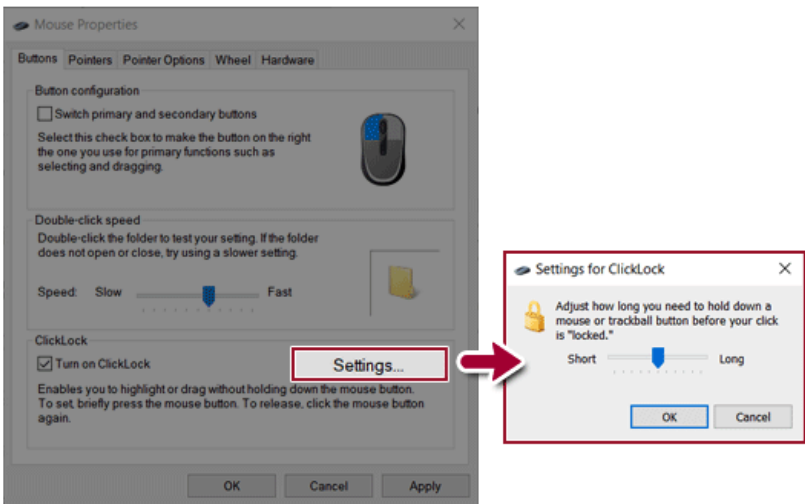 Mouse Properties
Buttons Pointers Pointer Options Wheel Hardware
Button configuration
Switch primary and secondary buttons
Select this check box to make the button on the right
the one you use for primary functions such as
selecting and dragging.
Double-click speed
Double-click the folder to test your setting. If the folder
does not open or close, try using a slower setting.
Speed: Slow Fast
ClickLock
Turn on ClickLock
Settings...
Enables you to highlight or drag without holding down the mouse button.
To set, briefly press the mouse button. To release, click the mouse button
again.
OK Cancel Apply
Settings for ClickLock
Adjust how long you need to hold down a
mouse or trackball button before your click
is "locked."
Short Long
OK Cancel